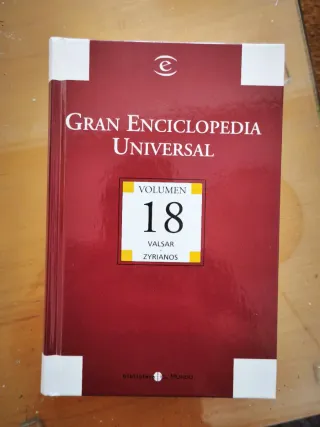 GRAN ENCICLOPEDIA
UNIVERSAL
VOLUMEN
18
VALSAR
-
ZYRIANOS